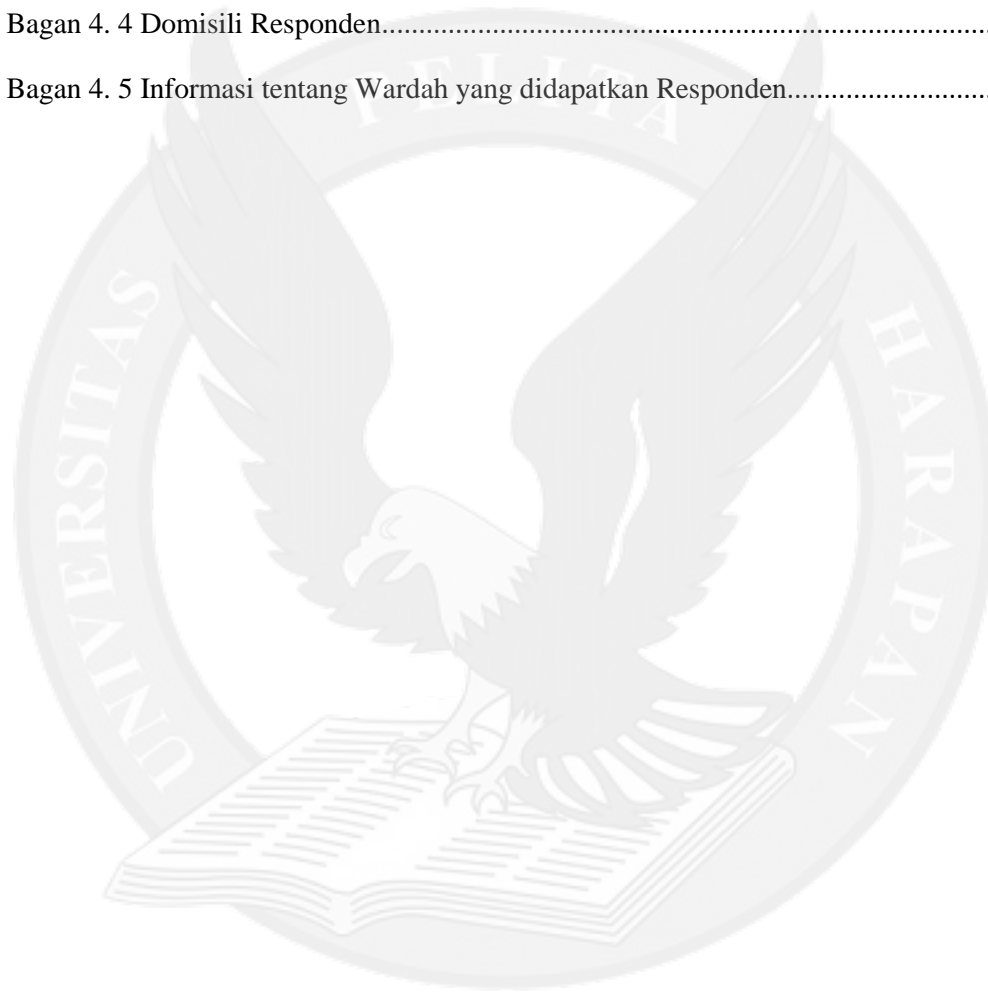 Bagan 4. 4 Domisili Responden................................................................................
Bagan 4. 5 Informasi tentang Wardah yang didapatkan Responden...........................
UNIVERSITAS PELITA HARAPAN